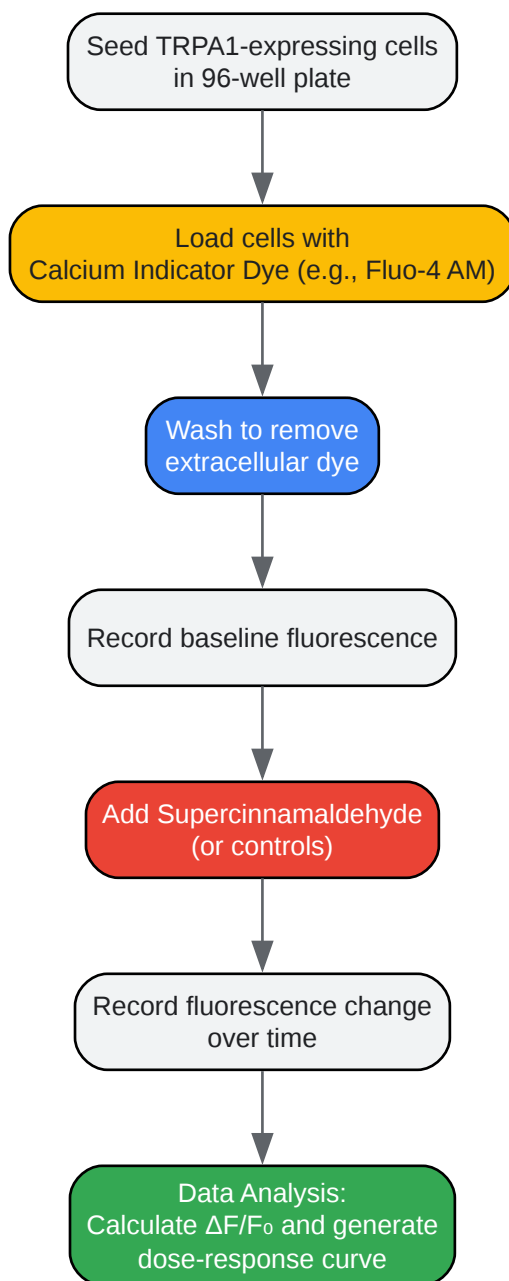 Seed TRPA1-expressing cells
in 96-well plate
Load cells with
Calcium Indicator Dye (e.g., Fluo-4 AM)
Wash to remove
extracellular dye
Record baseline fluorescence
Add Supercinnamaldehyde
(or controls)
Record fluorescence change
over time
Data Analysis:
Calculate ΔF/F₀ and generate
dose-response curve